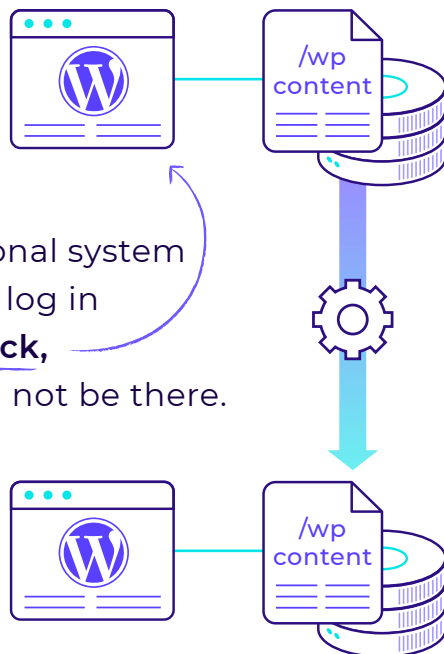 /wp
content
onal system
log in
ck,
not be there.
/wp
content